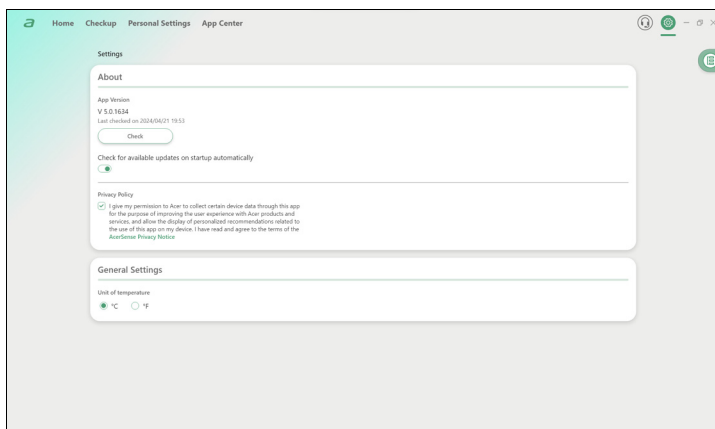 a Home Checkup Personal Settings App Center
Settings
About
App Version
V 5.0.1634
Last checked on 2024/04/21 19:53
Check
Check for available updates on startup automatically
Privacy Policy
I give my permission to Acer to collect certain device data through this app
for the purpose of improving the user experience with Acer products and
services, and allow the display of personalized recommendations related to
the use of this app on my device. I have read and agree to the terms of the
AcerSense Privacy Notice
General Settings
Unit of temperature
°C °F